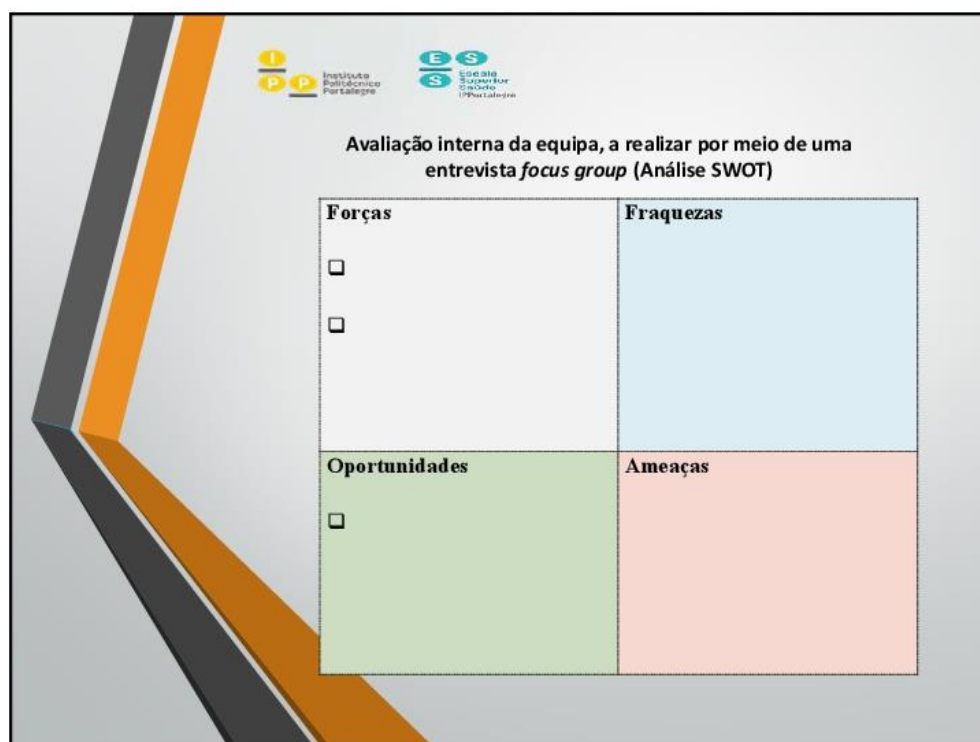 I
P P
Instituto
Politécnico
Portalegre
E S
S
Escola
Superior
Saúde
IPPortalegre
Avaliação interna da equipa, a realizar por meio de uma
entrevista focus group (Análise SWOT)
Forças
Fraquezas
Oportunidades
Ameaças